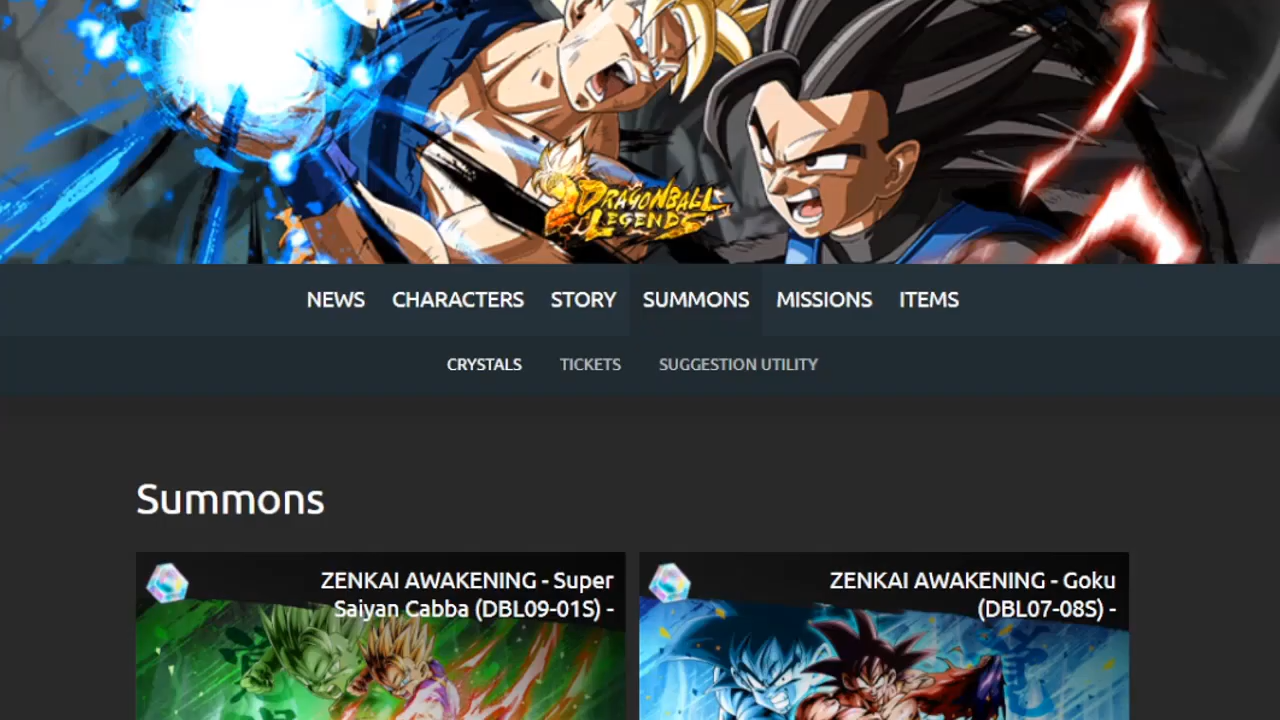 DRAGONBALL
LEGENDS
NEWS CHARACTERS STORY SUMMONS MISSIONS ITEMS
CRYSTALS TICKETS SUGGESTION UTILITY
Summons
ZENKAI AWAKENING - Super
Saiyan Cabba (DBL09-01S) -
ZENKAI AWAKENING - Goku
(DBL07-08S) -